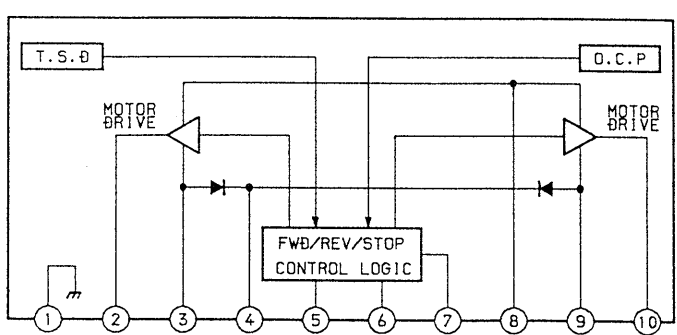 T.S.D
O.C.P
MOTOR
DRIVE
MOTOR
DRIVE
FWD/REV/STOP
CONTROL LOGIC
1 2 3 4 5 6 7 8 9 10